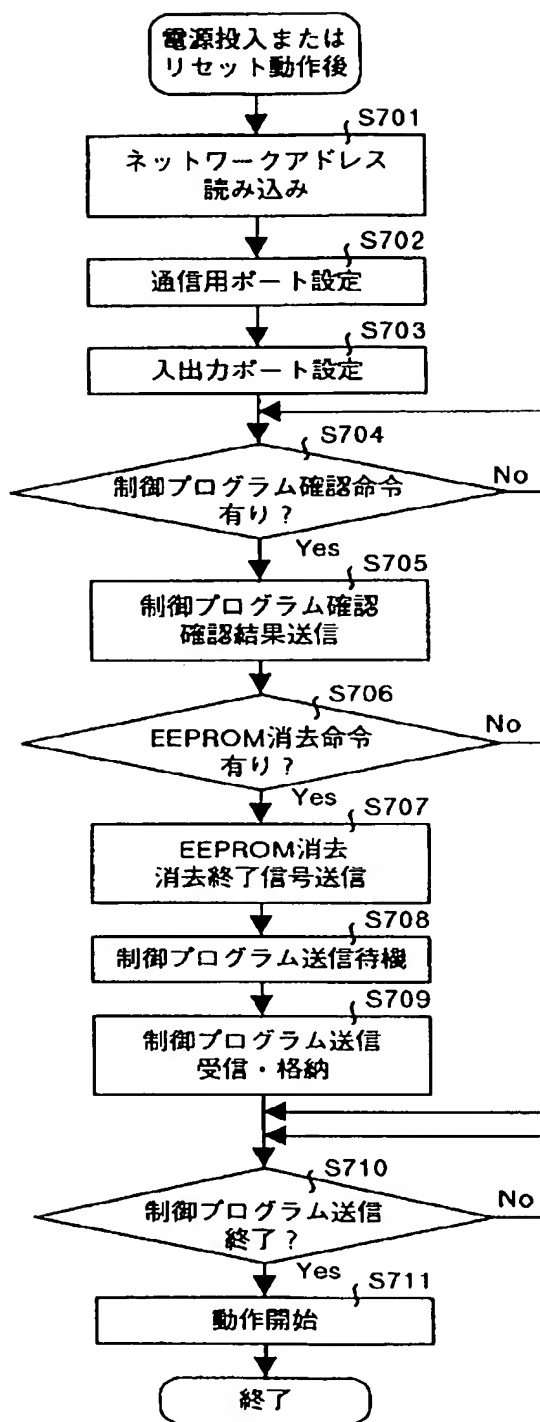 電源投入または
リセット動作後
S701
ネットワークアドレス
読み込み
S702
通信用ポート設定
S703
入出力ポート設定
S704
制御プログラム確認命令
有り?
No
Yes
S705
制御プログラム確認
確認結果送信
S706
EEPROM消去命令
有り?
No
Yes
S707
EEPROM消去
消去終了信号送信
S708
制御プログラム送信待機
S709
制御プログラム送信
受信・格納
S710
制御プログラム送信
終了?
No
Yes
S711
動作開始
終了